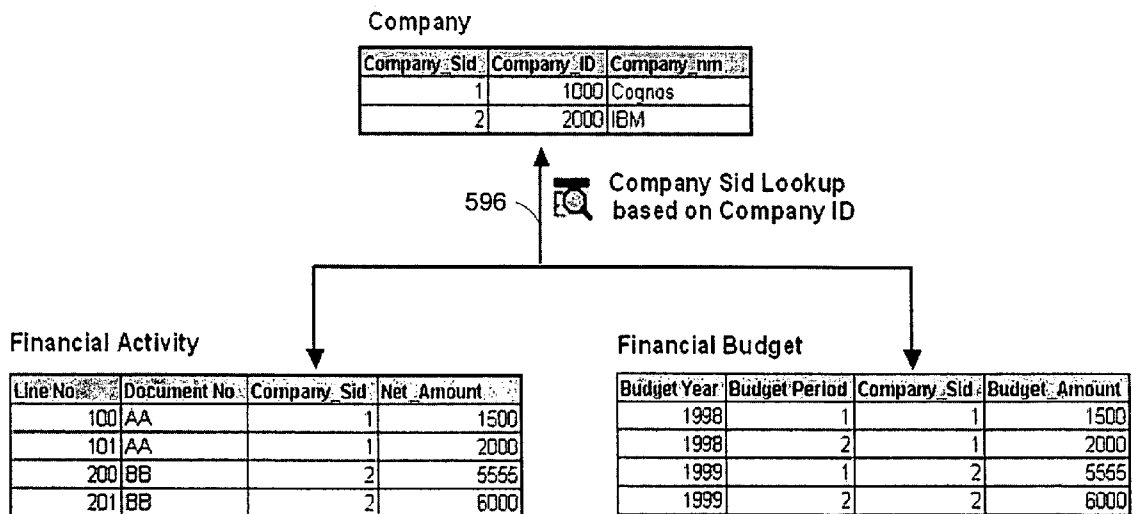 Company
Company_Sid Company_ID Company_nm
1 1000 Cognos
2 2000 IBM
596
Company Sid Lookup
based on Company ID
Financial Activity
Line No Document No Company_Sid Net_Amount
100 AA 1 1500
101 AA 1 2000
200 BB 2 5555
201 BB 2 6000
Financial Budget
Budget Year Budget Period Company_Sid Budget_Amount
1998 1 1 1500
1998 2 1 2000
1999 1 2 5555
1999 2 2 6000